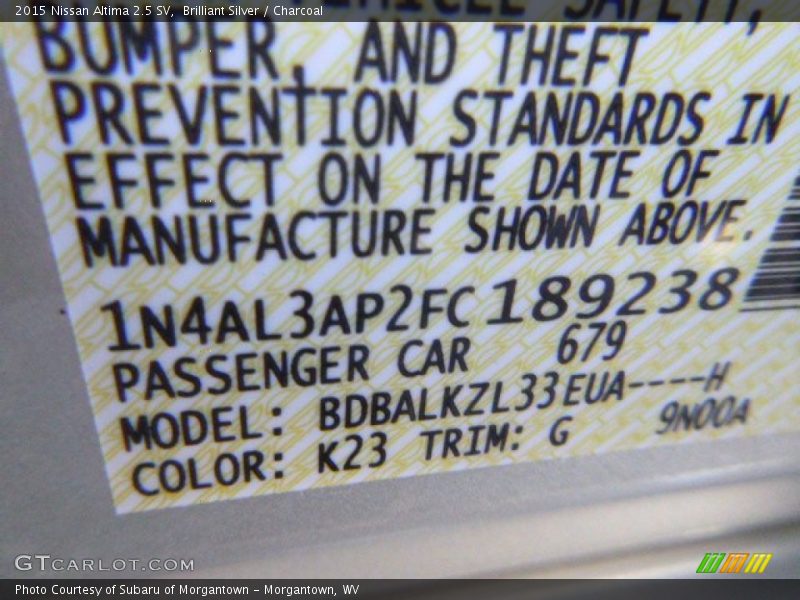 2015 Nissan Altima 2.5 SV, Brilliant Silver / Charcoal
VEHICLE SAFETY,
BUMPER, AND THEFT
PREVENTION STANDARDS IN
EFFECT ON THE DATE OF
MANUFACTURE SHOWN ABOVE.
1N4AL3AP2FC189238
PASSENGER CAR 679
MODEL: BDBALKZL33EUA----H
COLOR: K23 TRIM: G 9N00A
GTCARLOT.COM
Photo Courtesy of Subaru of Morgantown - Morgantown, WV